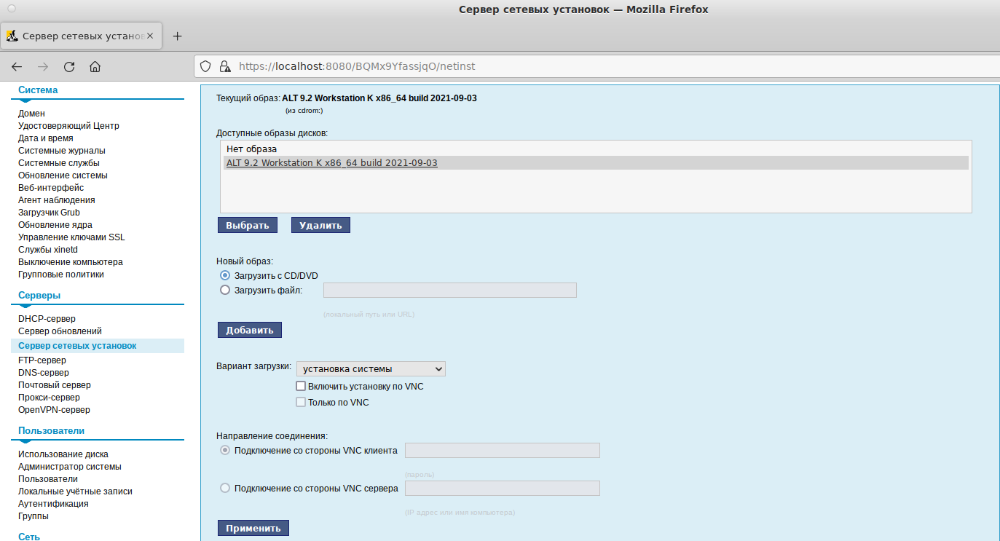 Сервер сетевых установок — Mozilla Firefox
Сервер сетевых установ
https://localhost:8080/BQMx9YfassjqO/netinst
Система
Домен
Удостоверяющий Центр
Дата и время
Системные журналы
Системные службы
Обновление системы
Веб-интерфейс
Агент наблюдения
Загрузчик Grub
Обновление ядра
Управление ключами SSL
Службы xinetd
Выключение компьютера
Групповые политики
Серверы
DHCP-сервер
Сервер обновлений
Сервер сетевых установок
FTP-сервер
DNS-сервер
Почтовый сервер
Прокси-сервер
OpenVPN-сервер
Пользователи
Использование диска
Администратор системы
Пользователи
Локальные учётные записи
Аутентификация
Группы
Сеть
Текущий образ: ALT 9.2 Workstation K x86_64 build 2021-09-03
(из cdrom:)
Доступные образы дисков:
Нет образа
ALT 9.2 Workstation K x86_64 build 2021-09-03
Выбрать Удалить
Новый образ:
Загрузить с CD/DVD
Загрузить файл:
(локальный путь или URL)
Добавить
Вариант загрузки: установка системы
Включить установку по VNC
Только по VNC
Направление соединения:
Подключение со стороны VNC клиента
(пароль)
Подключение со стороны VNC сервера
(IP адрес или имя компьютера)
Применить